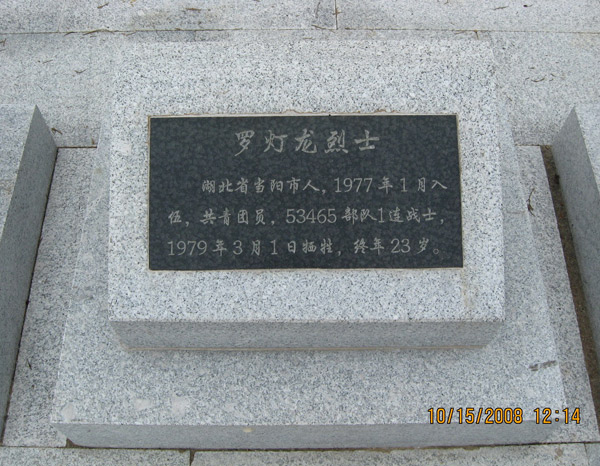 罗灯龙烈士
湖北省当阳市人，1977年1月入
伍，共青团员，53465部队1连战士，
1979年3月1日牺牲，终年23岁。
10/15/2008 12:14